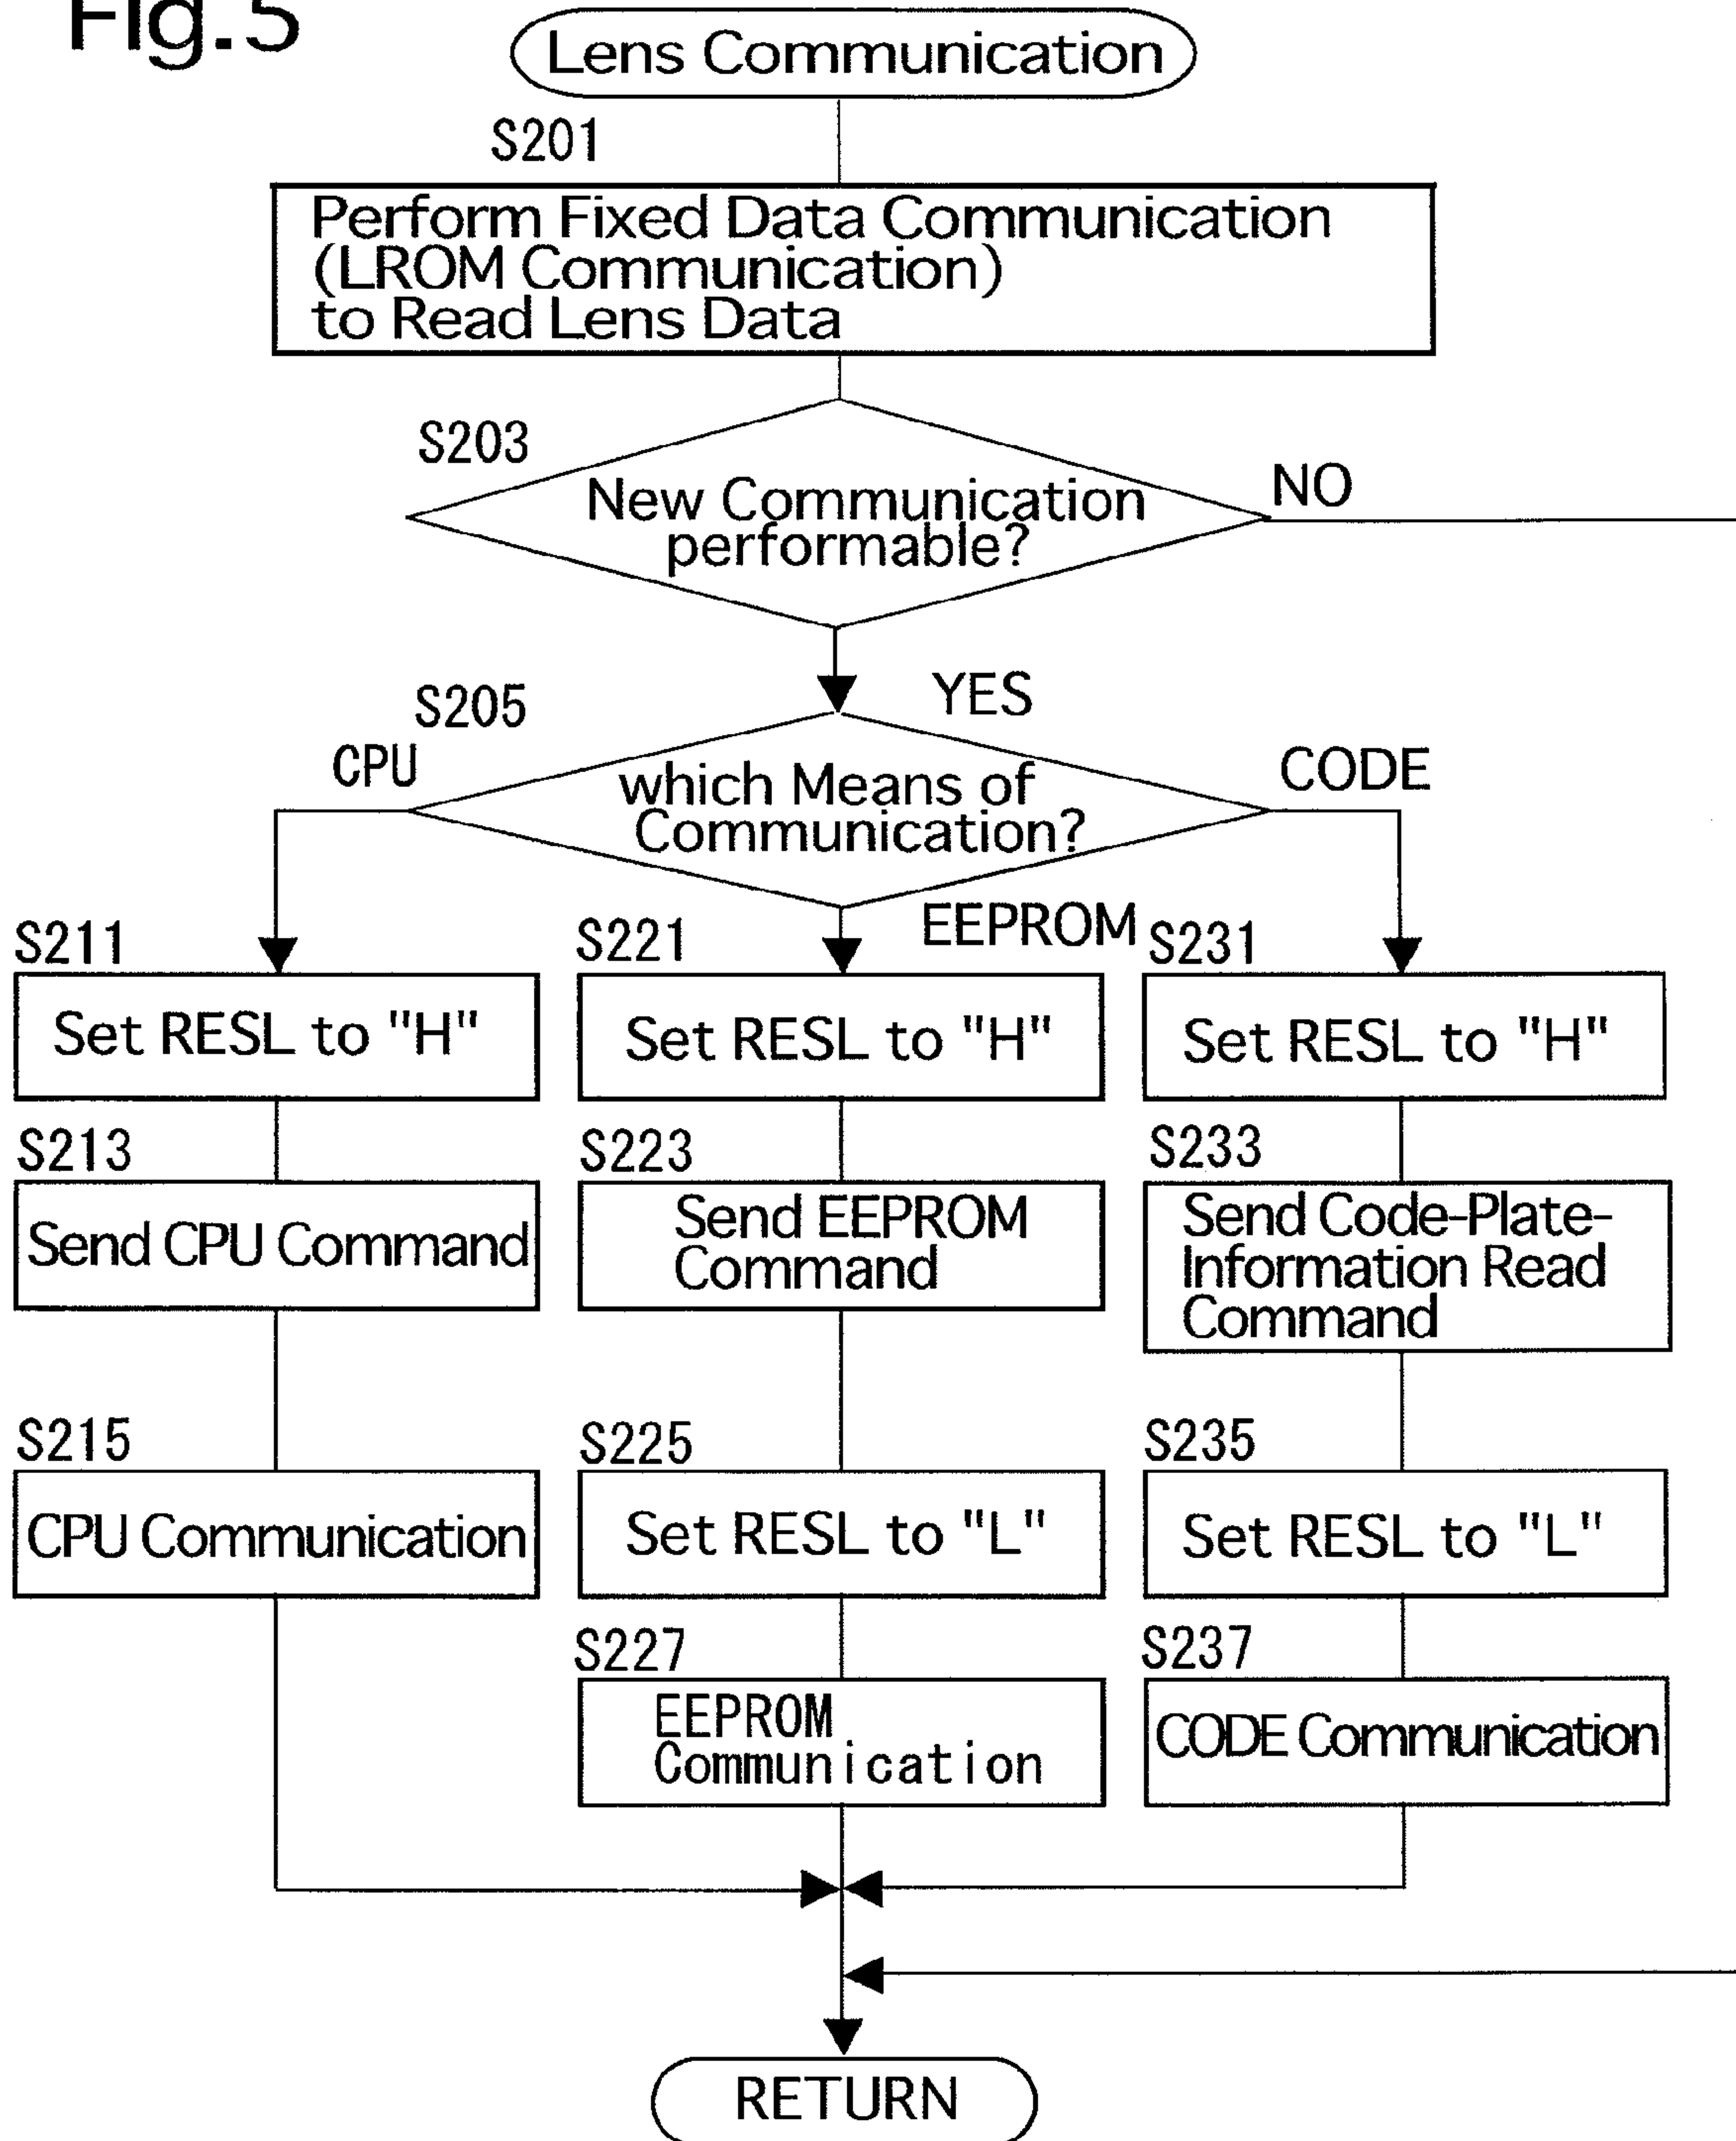 Fig.5
Lens Communication
S201
Perform Fixed Data Communication
(LROM Communication)
to Read Lens Data
S203
New Communication
performable?
NO
YES
S205
which Means of
Communication?
CPU
CODE
EEPROM
S211
Set RESL to "H"
S221
Set RESL to "H"
S231
Set RESL to "H"
S213
Send CPU Command
S223
Send EEPROM
Command
S233
Send Code-Plate-
Information Read
Command
S215
CPU Communication
S225
Set RESL to "L"
S235
Set RESL to "L"
S227
EEPROM
Communication
S237
CODE Communication
RETURN